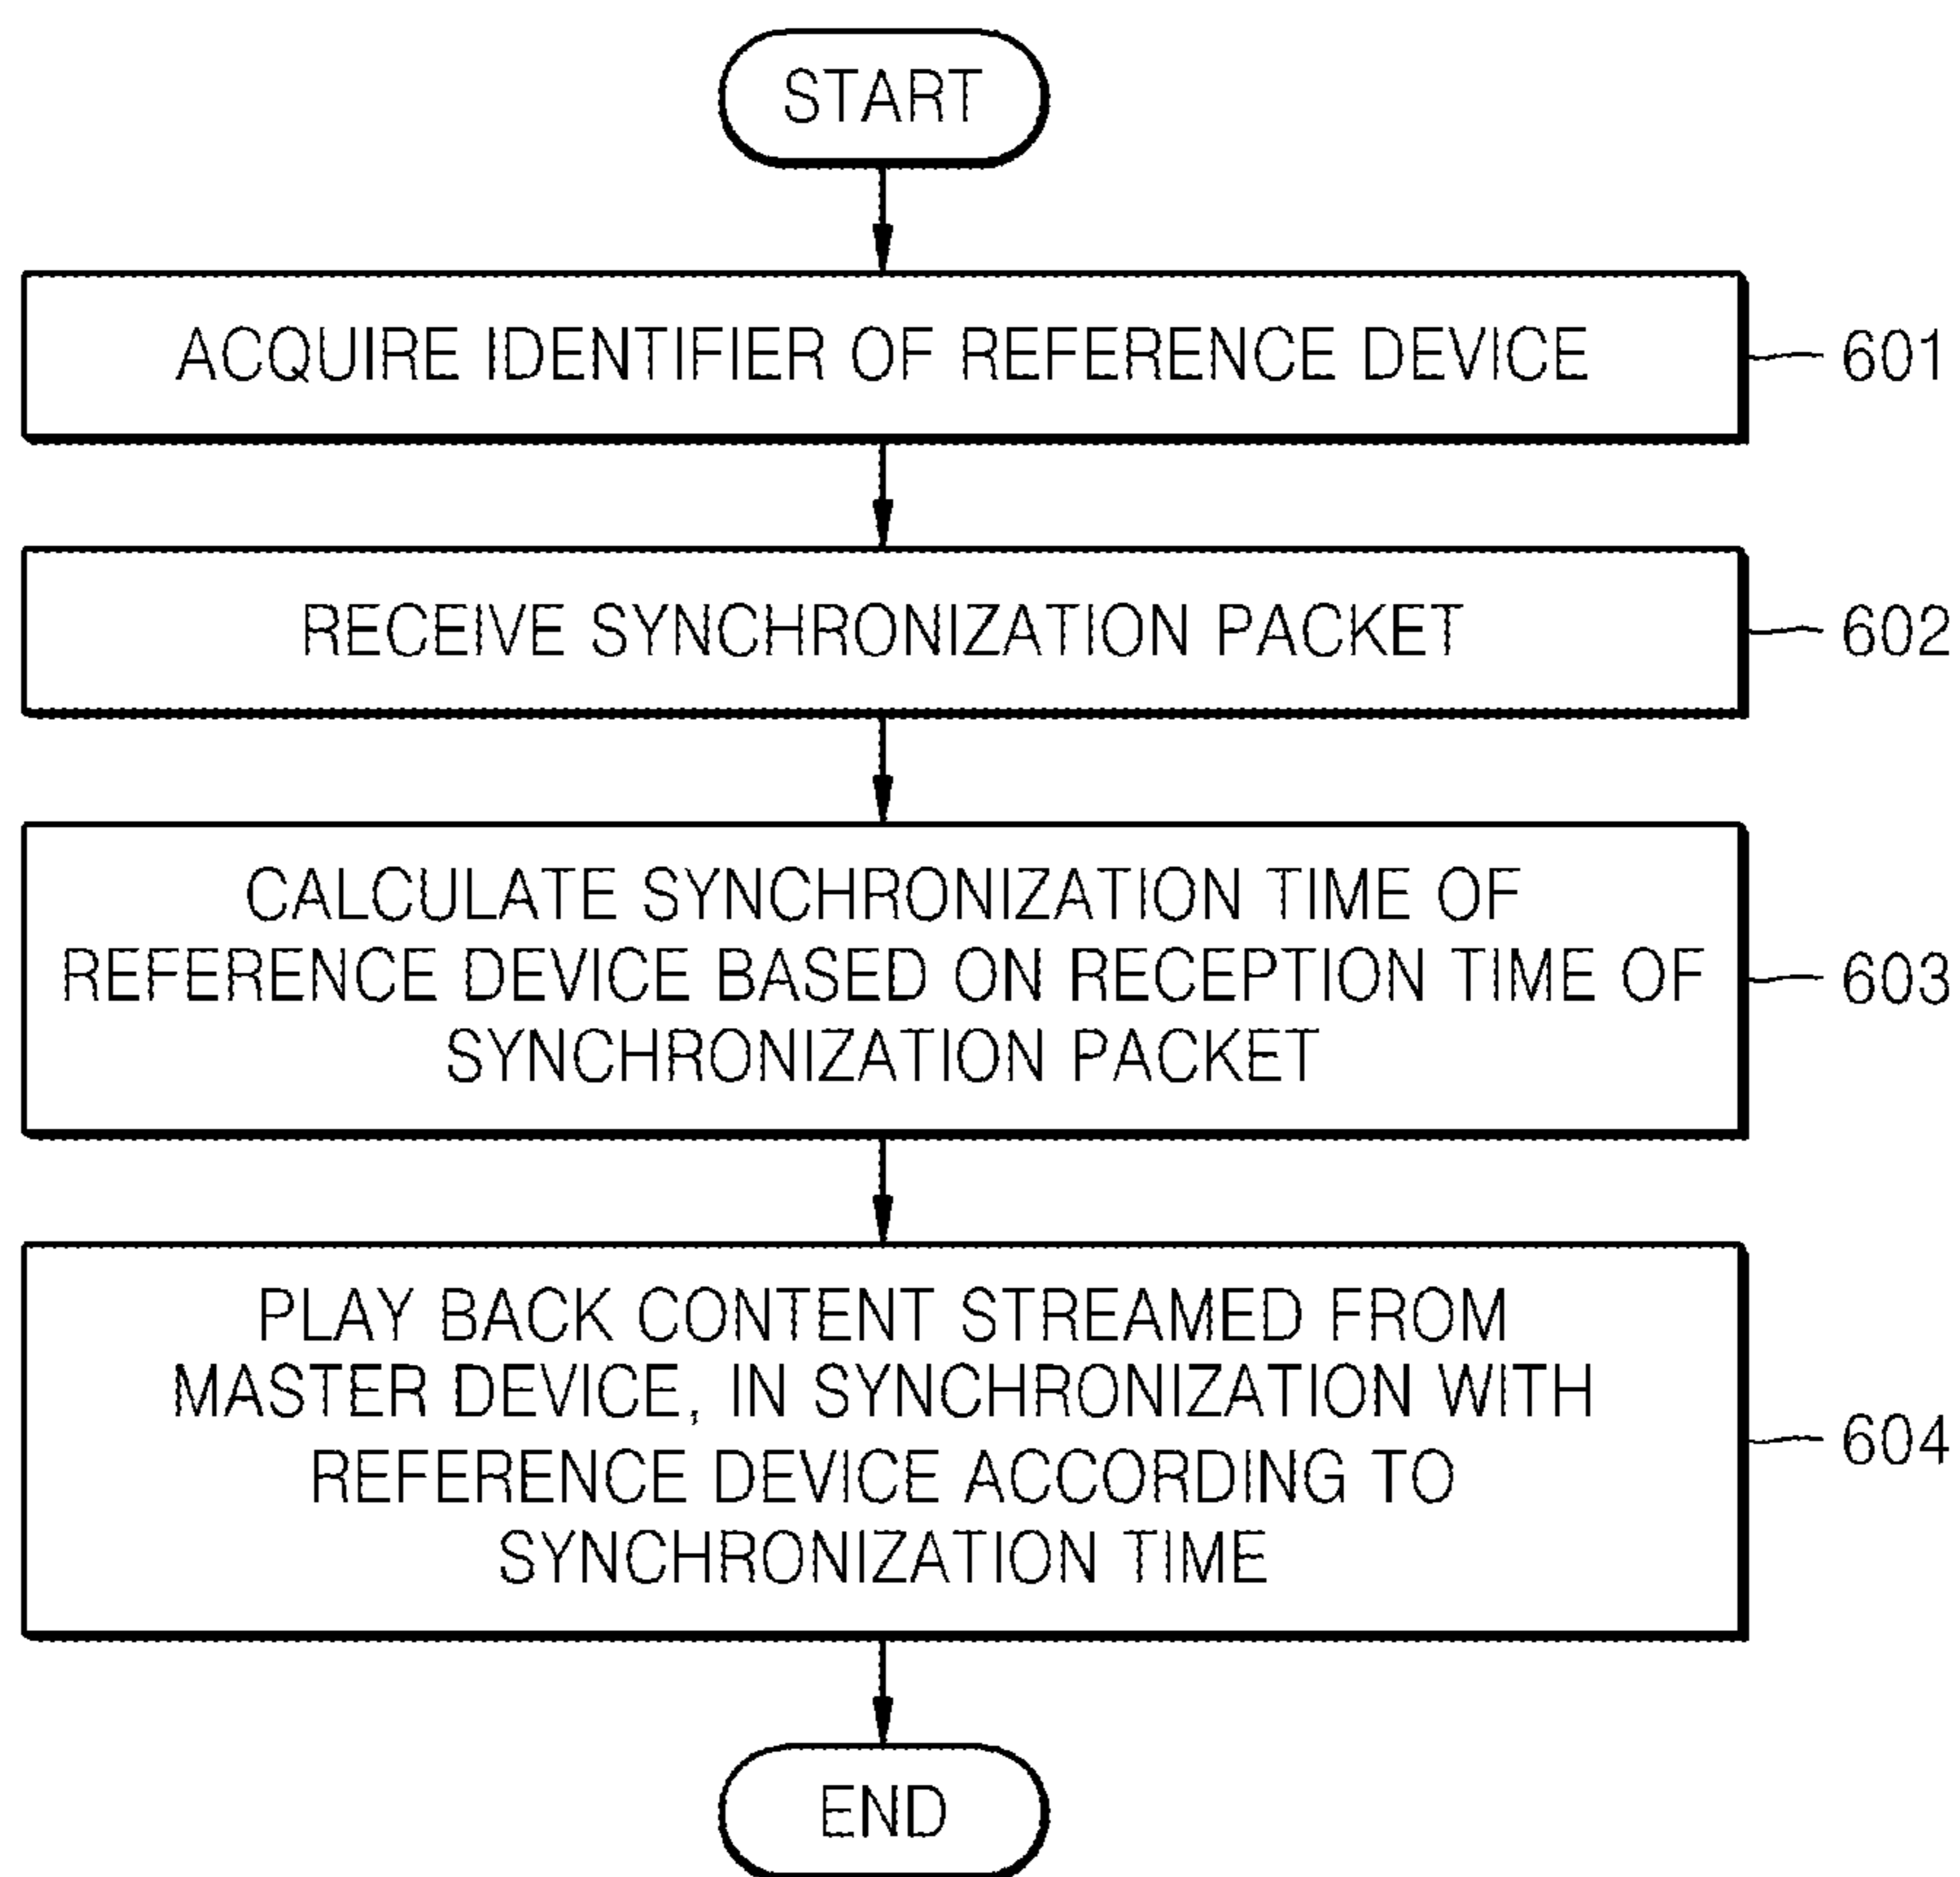 START
ACQUIRE IDENTIFIER OF REFERENCE DEVICE
601
RECEIVE SYNCHRONIZATION PACKET
602
CALCULATE SYNCHRONIZATION TIME OF
REFERENCE DEVICE BASED ON RECEPTION TIME OF
SYNCHRONIZATION PACKET
603
PLAY BACK CONTENT STREAMED FROM
MASTER DEVICE, IN SYNCHRONIZATION WITH
REFERENCE DEVICE ACCORDING TO
SYNCHRONIZATION TIME
604
END